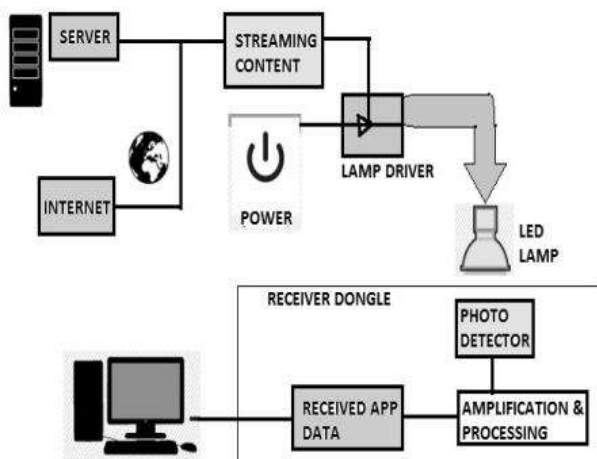 SERVER
STREAMING
CONTENT
LAMP DRIVER
POWER
INTERNET
LED
LAMP
RECEIVER DONGLE
PHOTO
DETECTOR
RECEIVED APP
DATA
AMPLIFICATION &
PROCESSING